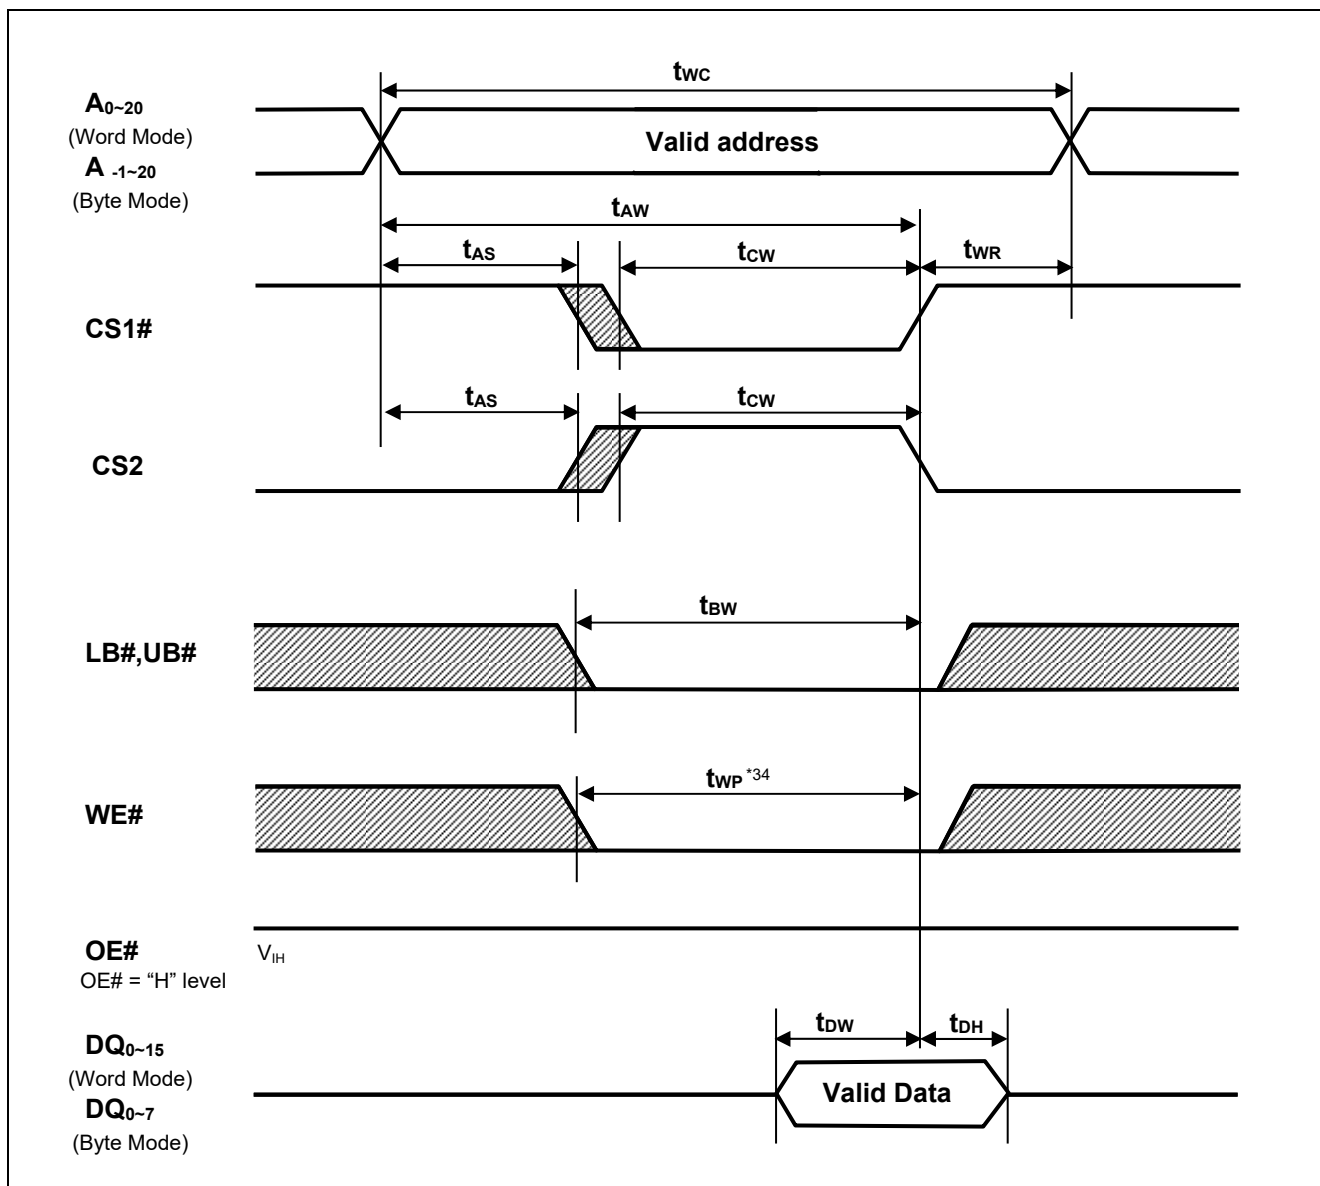 tWC
A0~20
(Word Mode)
Valid address
A -1~20
(Byte Mode)
tAW
tAS
tCW
tWR
CS1#
tAS
tCW
CS2
tBW
LB#,UB#
tWP *34
WE#
OE#
VIH
OE# = “H” level
tDW
tDH
DQ0~15
(Word Mode)
Valid Data
DQ0~7
(Byte Mode)